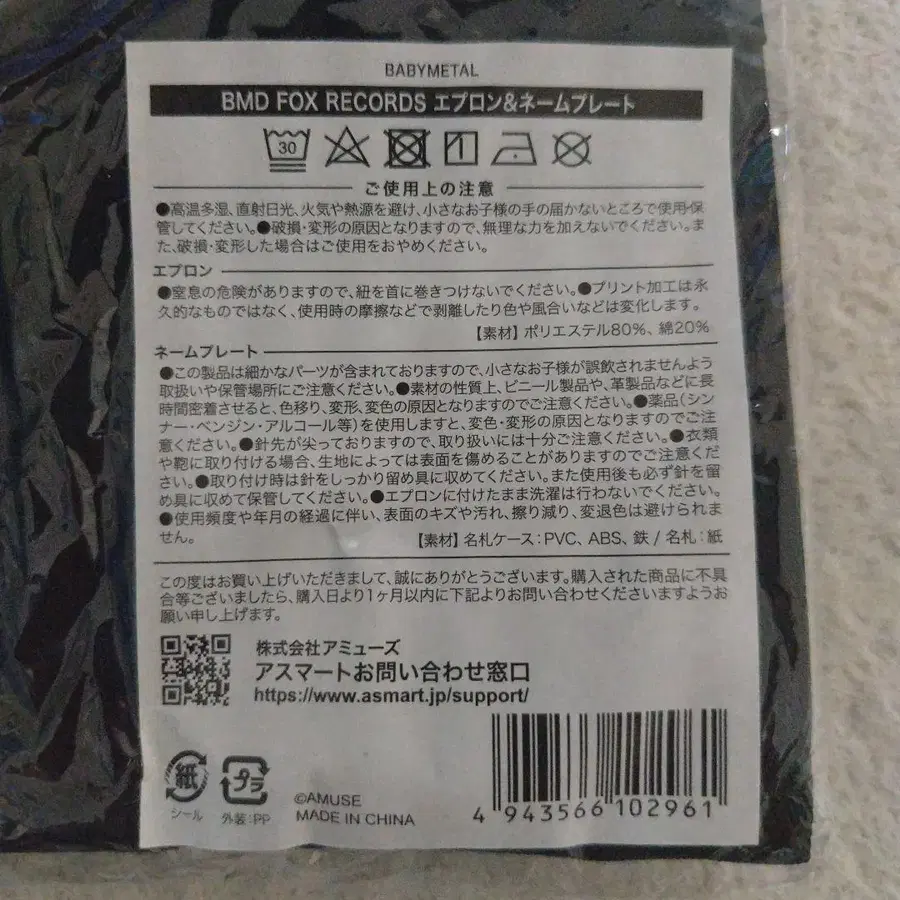 BABYMETAL
BMD FOX RECORDS エプロン&ネームプレート
30
ご使用上の注意
●高温多湿、直射日光、火気や熱源を避け、小さなお子様の手の届かないところで使用・保
管してください。●破損・変形の原因となりますので、無理な力を加えないでください。ま
た、破損・変形した場合はご使用をおやめください。
エプロン
●窒息の危険がありますので、紐を首に巻きつけないでください。●プリント加工は永
久的なものではなく、使用時の摩擦などで剥離したり色や風合いなどは変化します。
【素材】ポリエステル80%、綿20%
ネームプレート
●この製品は細かなパーツが含まれておりますので、小さなお子様が誤飲されませんよう
取扱いや保管場所にご注意ください。●素材の性質上、ビニール製品や、革製品などに長
時間密着させると、色移り、変形、変色の原因となりますのでご注意ください。●薬品(シン
ナー・ベンジン・アルコール等)を使用しますと、変色・変形の原因となりますのでご注
意ください。●針先が尖っておりますので、取り扱いには十分ご注意ください。●衣類
や鞄に取り付ける場合、生地によっては表面を傷めることがありますのでご注意くださ
い。●取り付け時は針をしっかり留め具に収めてください。また使用後も必ず針を留
め具に収めて保管してください。●エプロンに付けたまま洗濯は行わないでください。
●使用頻度や年月の経過に伴い、表面のキズや汚れ、擦り減り、変退色は避けられま
せん。
【素材】名札ケース:PVC、ABS、鉄 / 名札:紙
この度はお買い上げいただきまして、誠にありがとうございます。購入された商品に不具
合等ございましたら、購入日より1ヶ月以内に下記よりお問い合わせくださいますようお
願い申し上げます。
株式会社アミューズ
アスマートお問い合わせ窓口
https://www.asmart.jp/support/
紙
シール
プラ
外装:PP
©AMUSE
MADE IN CHINA
4 943566 102961